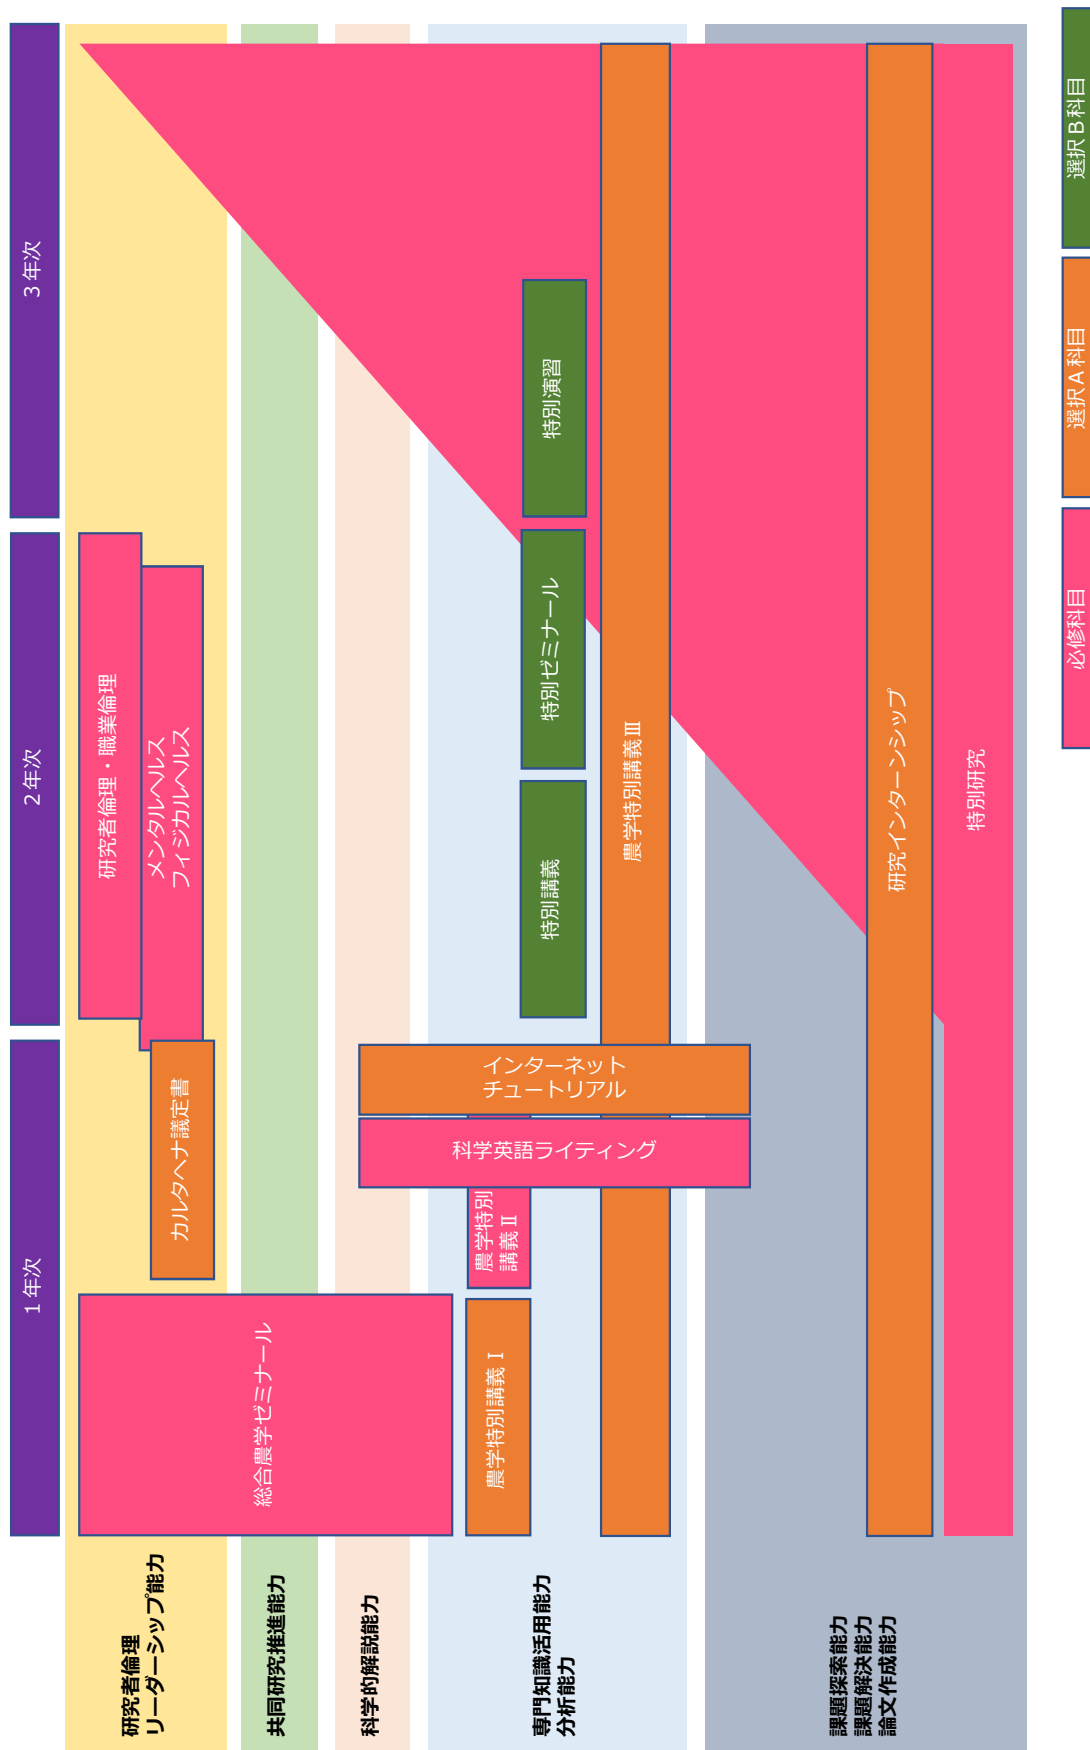 1年次
2年次
3年次
研究者倫理
リーダーシップ能力
共同研究推進能力
科学的解説能力
専門知識活用能力
分析能力
課題探索能力
課題解決能力
論文作成能力
総合農学ゼミナール
カルタヘナ議定書
研究者倫理・職業倫理
メンタルヘルス
フィジカルヘルス
農学特別講義Ⅰ
農学特別
講義Ⅱ
科学英語ライティング
インターネット
チュートリアル
特別講義
特別ゼミナール
特別演習
農学特別講義Ⅲ
研究インターンシップ
特別研究
必修科目
選択A科目
選択B科目